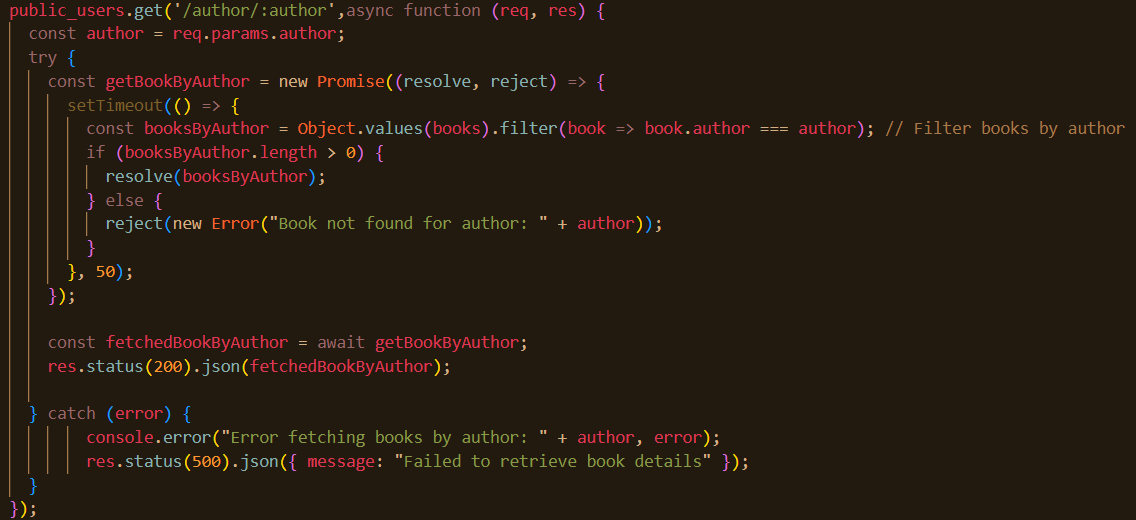 public_users.get('/author/:author',async function (req, res) {
  const author = req.params.author;
  try {
    const getBookByAuthor = new Promise((resolve, reject) => {
      setTimeout(() => {
        const booksByAuthor = Object.values(books).filter(book => book.author === author); // Filter books by author
        if (booksByAuthor.length > 0) {
          resolve(booksByAuthor);
        } else {
          reject(new Error("Book not found for author: " + author));
        }
      }, 50);
    });

    const fetchedBookByAuthor = await getBookByAuthor;
    res.status(200).json(fetchedBookByAuthor);

  } catch (error) {
        console.error("Error fetching books by author: " + author, error);
        res.status(500).json({ message: "Failed to retrieve book details" });
  }
});